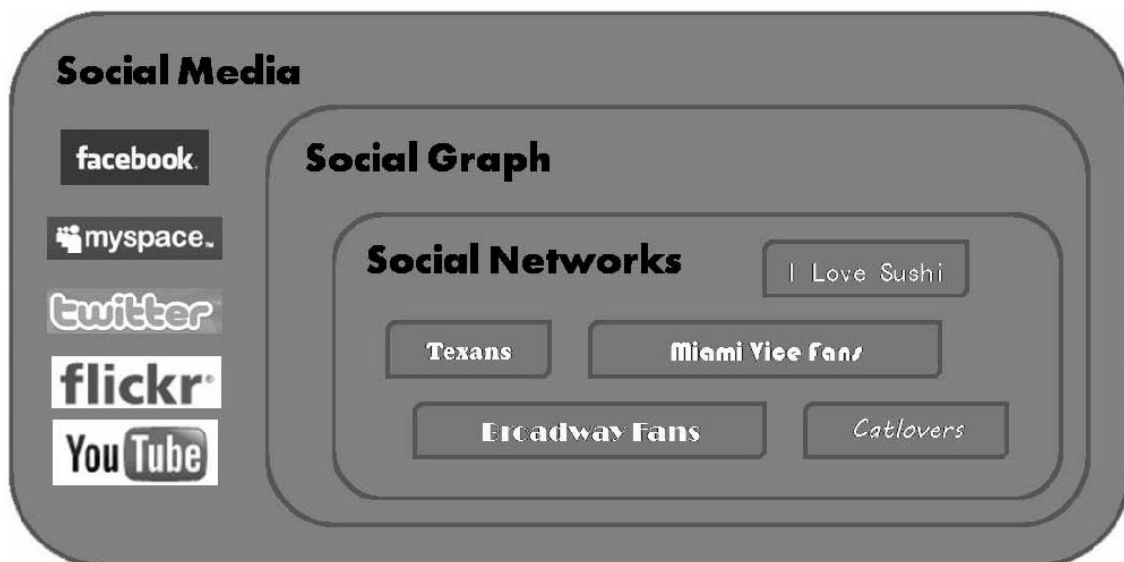 Social Media
facebook.
myspace™
twitter
flickr®
YouTube
Social Graph
Social Networks
I Love Sushi
Texans
Miami Vice Fans
Broadway Fans
Catlovers